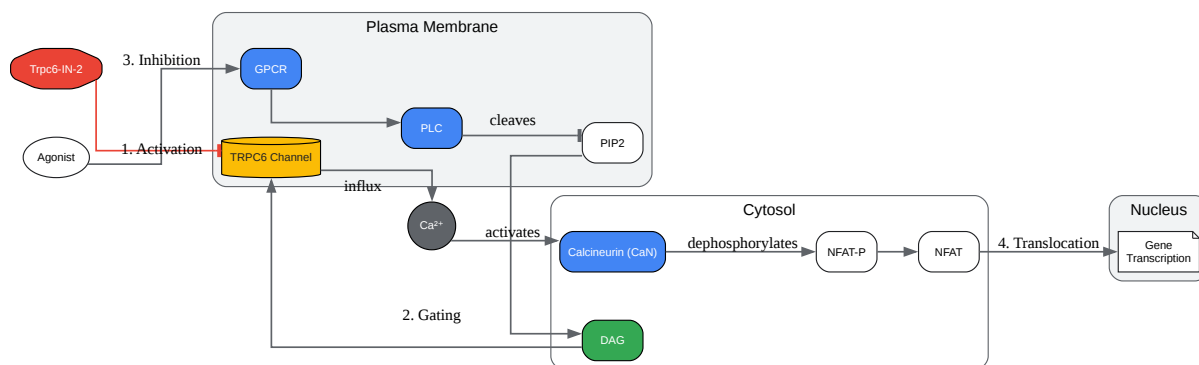 Plasma Membrane
3. Inhibition
Trpc6-IN-2
GPCR
cleaves
PLC
1. Activation
PIP2
Agonist
TRPC6 Channel
influx
Cytosol
Nucleus
Ca²⁺
activates
Calcineurin (CaN)
dephosphorylates
NFAT-P
NFAT
4. Translocation
Gene
Transcription
2. Gating
DAG